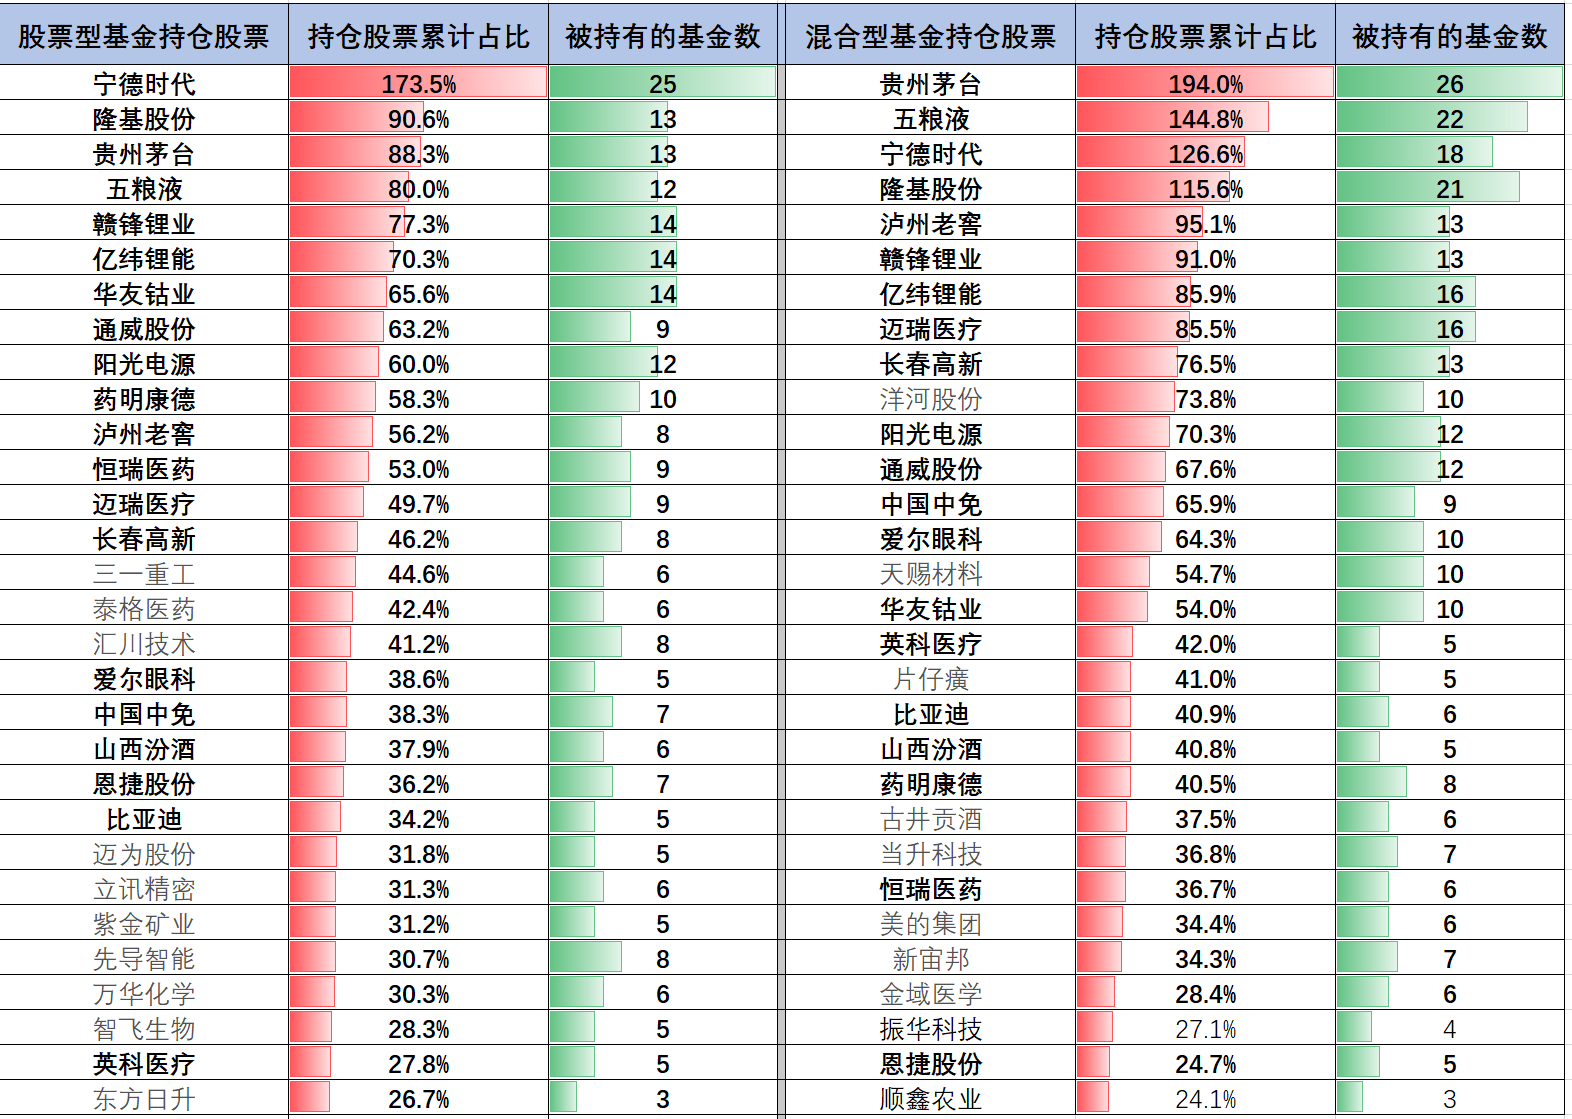 股票型基金持仓股票 持仓股票累计占比 被持有的基金数 混合型基金持仓股票 持仓股票累计占比 被持有的基金数
宁德时代 173.5% 25 贵州茅台 194.0% 26
隆基股份 90.6% 13 五粮液 144.8% 22
贵州茅台 88.3% 13 宁德时代 126.6% 18
五粮液 80.0% 12 隆基股份 115.6% 21
赣锋锂业 77.3% 14 泸州老窖 95.1% 13
亿纬锂能 70.3% 14 赣锋锂业 91.0% 13
华友钴业 65.6% 14 亿纬锂能 85.9% 16
通威股份 63.2% 9 迈瑞医疗 85.5% 16
阳光电源 60.0% 12 长春高新 76.5% 13
药明康德 58.3% 10 洋河股份 73.8% 10
泸州老窖 56.2% 8 阳光电源 70.3% 12
恒瑞医药 53.0% 9 通威股份 67.6% 12
迈瑞医疗 49.7% 9 中国中免 65.9% 9
长春高新 46.2% 8 爱尔眼科 64.3% 10
三一重工 44.6% 6 天赐材料 54.7% 10
泰格医药 42.4% 6 华友钴业 54.0% 10
汇川技术 41.2% 8 英科医疗 42.0% 5
爱尔眼科 38.6% 5 片仔癀 41.0% 5
中国中免 38.3% 7 比亚迪 40.9% 6
山西汾酒 37.9% 6 山西汾酒 40.8% 5
恩捷股份 36.2% 7 药明康德 40.5% 8
比亚迪 34.2% 5 古井贡酒 37.5% 6
迈为股份 31.8% 5 当升科技 36.8% 7
立讯精密 31.3% 6 恒瑞医药 36.7% 6
紫金矿业 31.2% 5 美的集团 34.4% 6
先导智能 30.7% 8 新宙邦 34.3% 7
万华化学 30.3% 6 金域医学 28.4% 6
智飞生物 28.3% 5 振华科技 27.1% 4
英科医疗 27.8% 5 恩捷股份 24.7% 5
东方日升 26.7% 3 顺鑫农业 24.1% 3